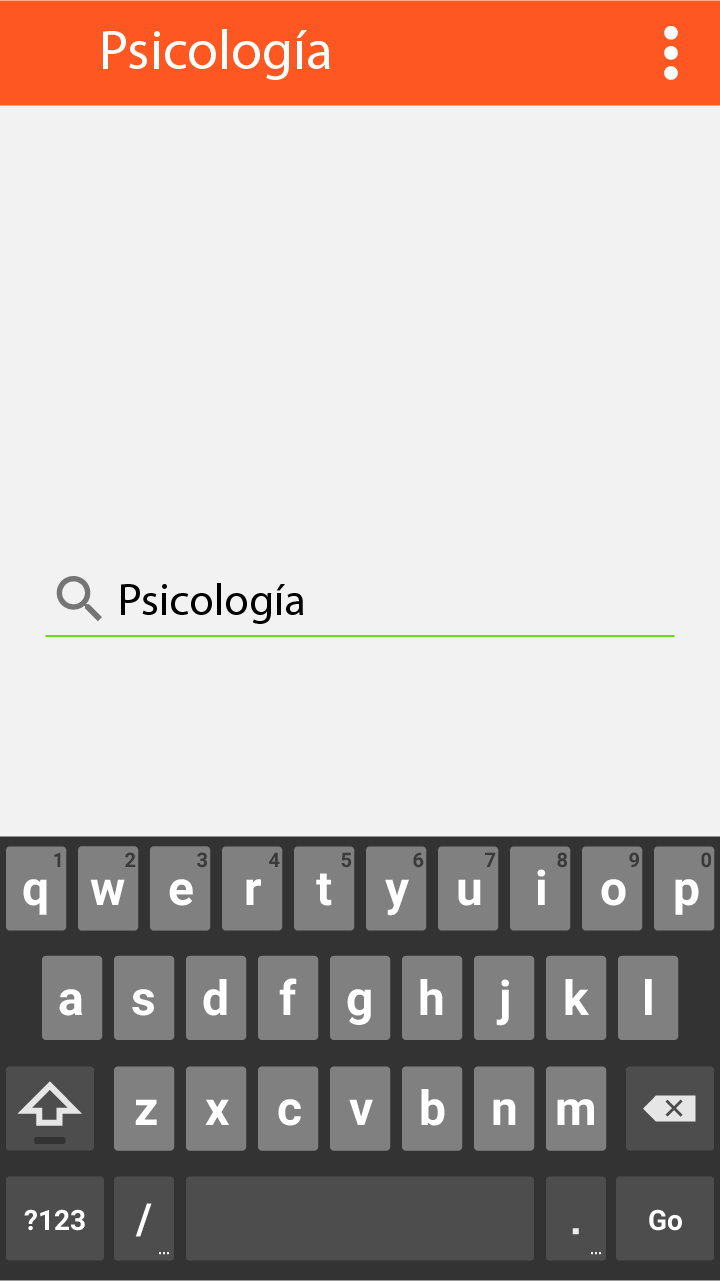 Psicología
Psicología
1 2 3 4 5 6 7 8 9 0
q w e r t y u i o p
a s d f g h j k l
z x c v b n m
?123 / ... . ... Go